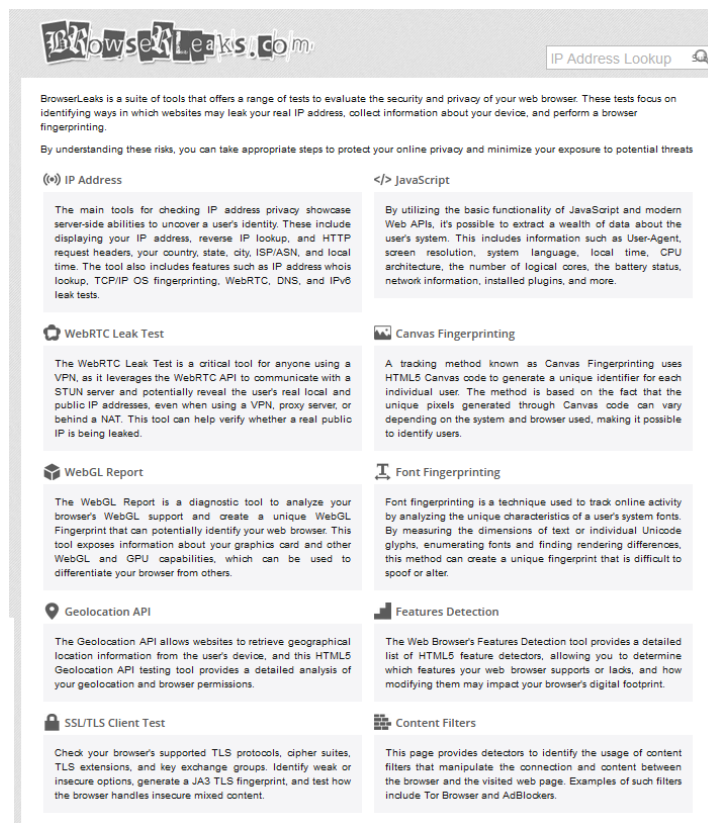 BRowseRLeaks.com
IP Address Lookup
BrowserLeaks is a suite of tools that offers a range of tests to evaluate the security and privacy of your web browser. These tests focus on
identifying ways in which websites may leak your real IP address, collect information about your device, and perform a browser
fingerprinting.
By understanding these risks, you can take appropriate steps to protect your online privacy and minimize your exposure to potential threats
IP Address
The main tools for checking IP address privacy showcase
server-side abilities to uncover a user's identity. These include
displaying your IP address, reverse IP lookup, and HTTP
request headers, your country, state, city, ISP/ASN, and local
time. The tool also includes features such as IP address whois
lookup, TCP/IP OS fingerprinting, WebRTC, DNS, and IPv6
leak tests.
</> JavaScript
By utilizing the basic functionality of JavaScript and modern
Web APIs, it's possible to extract a wealth of data about the
user's system. This includes information such as User-Agent,
screen resolution, system language, local time, CPU
architecture, the number of logical cores, the battery status,
network information, installed plugins, and more.
WebRTC Leak Test
The WebRTC Leak Test is a critical tool for anyone using a
VPN, as it leverages the WebRTC API to communicate with a
STUN server and potentially reveal the user's real local and
public IP addresses, even when using a VPN, proxy server, or
behind a NAT. This tool can help verify whether a real public
IP is being leaked.
Canvas Fingerprinting
A tracking method known as Canvas Fingerprinting uses
HTML5 Canvas code to generate a unique identifier for each
individual user. The method is based on the fact that the
unique pixels generated through Canvas code can vary
depending on the system and browser used, making it possible
to identify users.
WebGL Report
The WebGL Report is a diagnostic tool to analyze your
browser's WebGL support and create a unique WebGL
Fingerprint that can potentially identify your web browser. This
tool exposes information about your graphics card and other
WebGL and GPU capabilities, which can be used to
differentiate your browser from others.
Font Fingerprinting
Font fingerprinting is a technique used to track online activity
by analyzing the unique characteristics of a user's system fonts.
By measuring the dimensions of text or individual Unicode
glyphs, enumerating fonts and finding rendering differences,
this method can create a unique fingerprint that is difficult to
spoof or alter.
Geolocation API
The Geolocation API allows websites to retrieve geographical
location information from the user's device, and this HTML5
Geolocation API testing tool provides a detailed analysis of
your geolocation and browser permissions.
Features Detection
The Web Browser's Features Detection tool provides a detailed
list of HTML5 feature detectors, allowing you to determine
which features your web browser supports or lacks, and how
modifying them may impact your browser's digital footprint.
SSL/TLS Client Test
Check your browser's supported TLS protocols, cipher suites,
TLS extensions, and key exchange groups. Identify weak or
insecure options, generate a JA3 TLS fingerprint, and test how
the browser handles insecure mixed content.
Content Filters
This page provides detectors to identify the usage of content
filters that manipulate the connection and content between
the browser and the visited web page. Examples of such filters
include Tor Browser and AdBlockers.